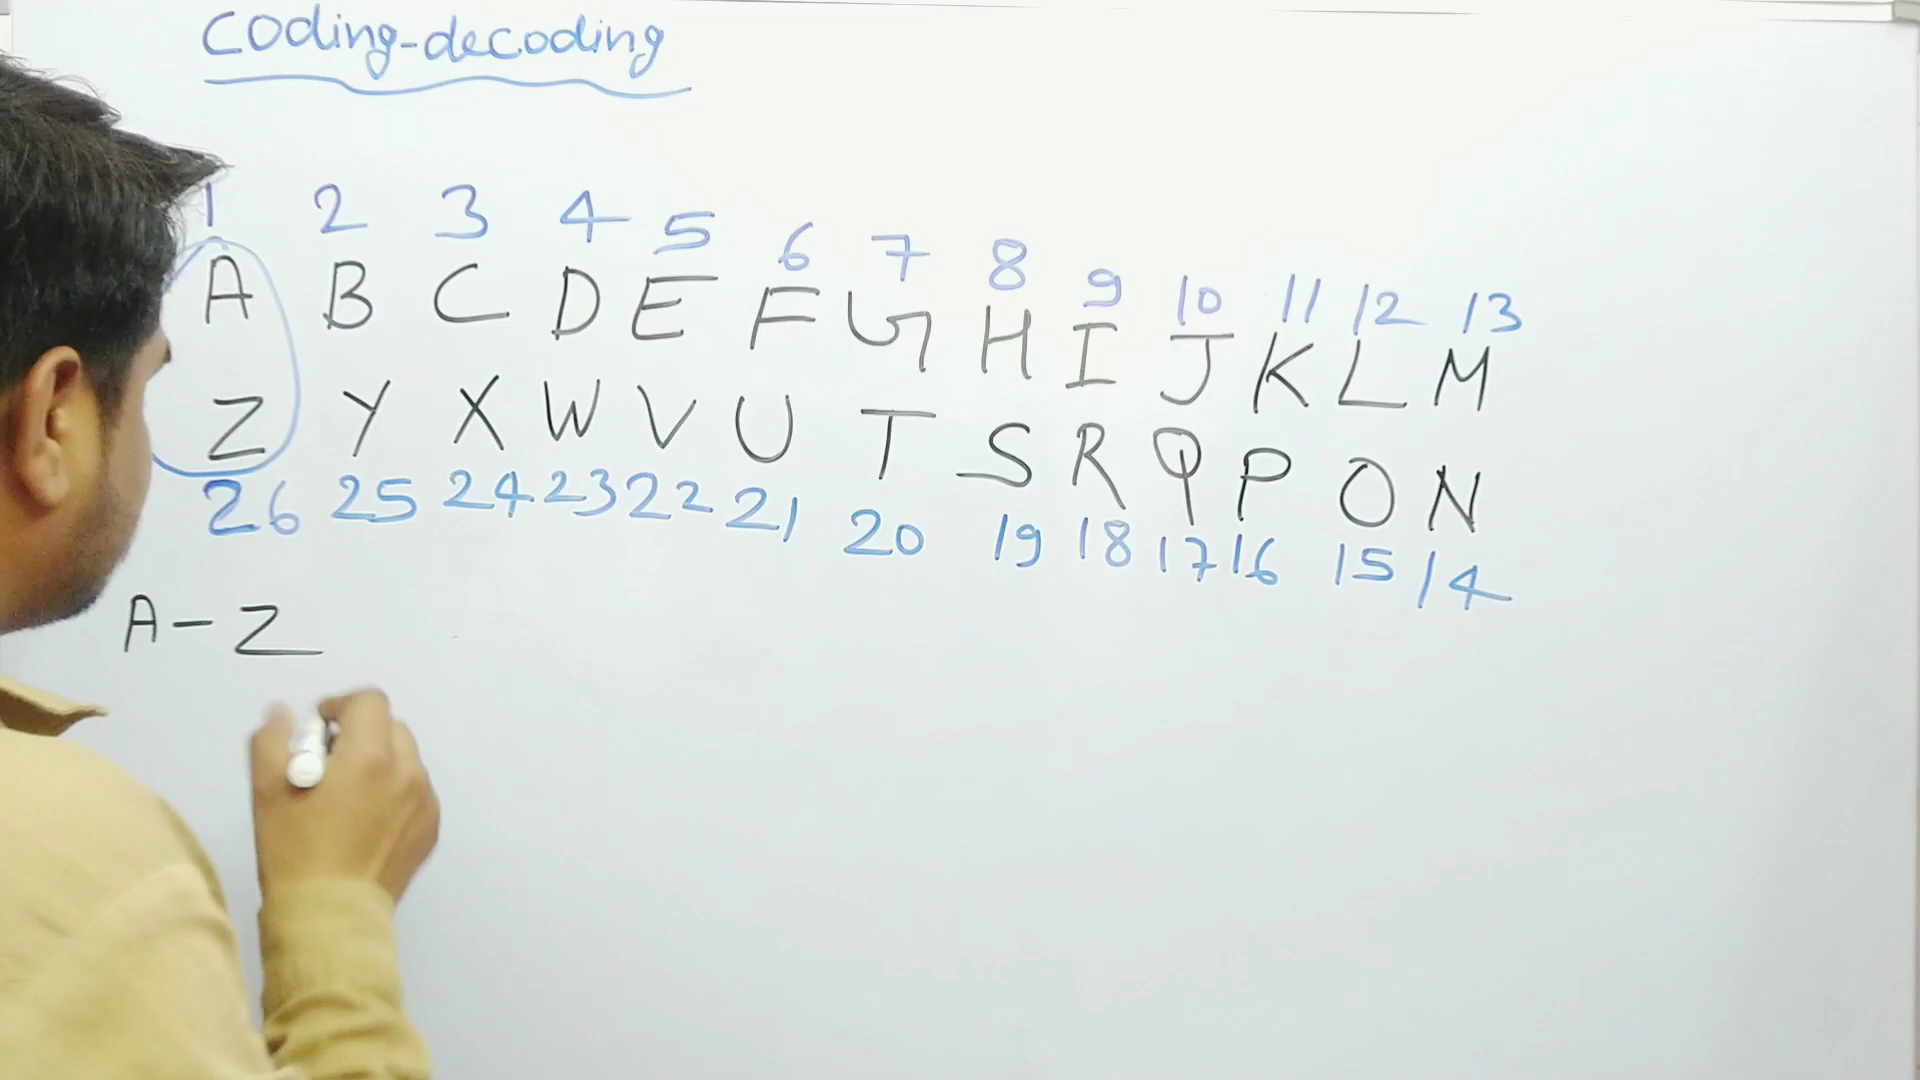 coding-decoding
1 2 3 4 5 6 7 8 9 10 11 12 13
A B C D E F G H I J K L M
Z Y X W V U T S R Q P O N
26 25 24 23 22 21 20 19 18 17 16 15 14
A-Z